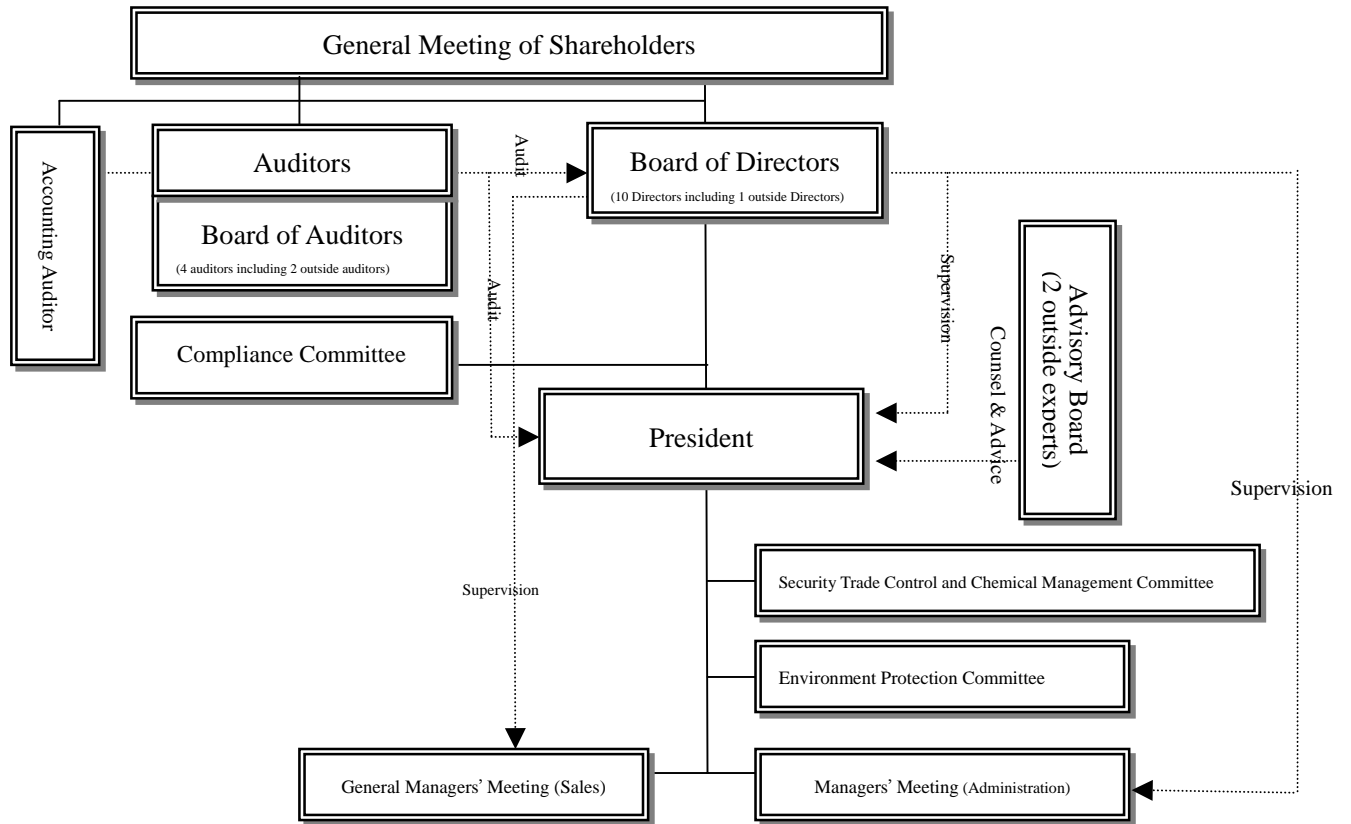 General Meeting of Shareholders
Accounting Auditor
Auditors
Audit
Board of Directors
(10 Directors including 1 outside Directors)
Board of Auditors
(4 auditors including 2 outside auditors)
Audit
Supervision
Advisory Board
(2 outside experts)
Counsel & Advice
Compliance Committee
President
Supervision
Security Trade Control and Chemical Management Committee
Supervision
Environment Protection Committee
General Managers’ Meeting (Sales)
Managers’ Meeting (Administration)